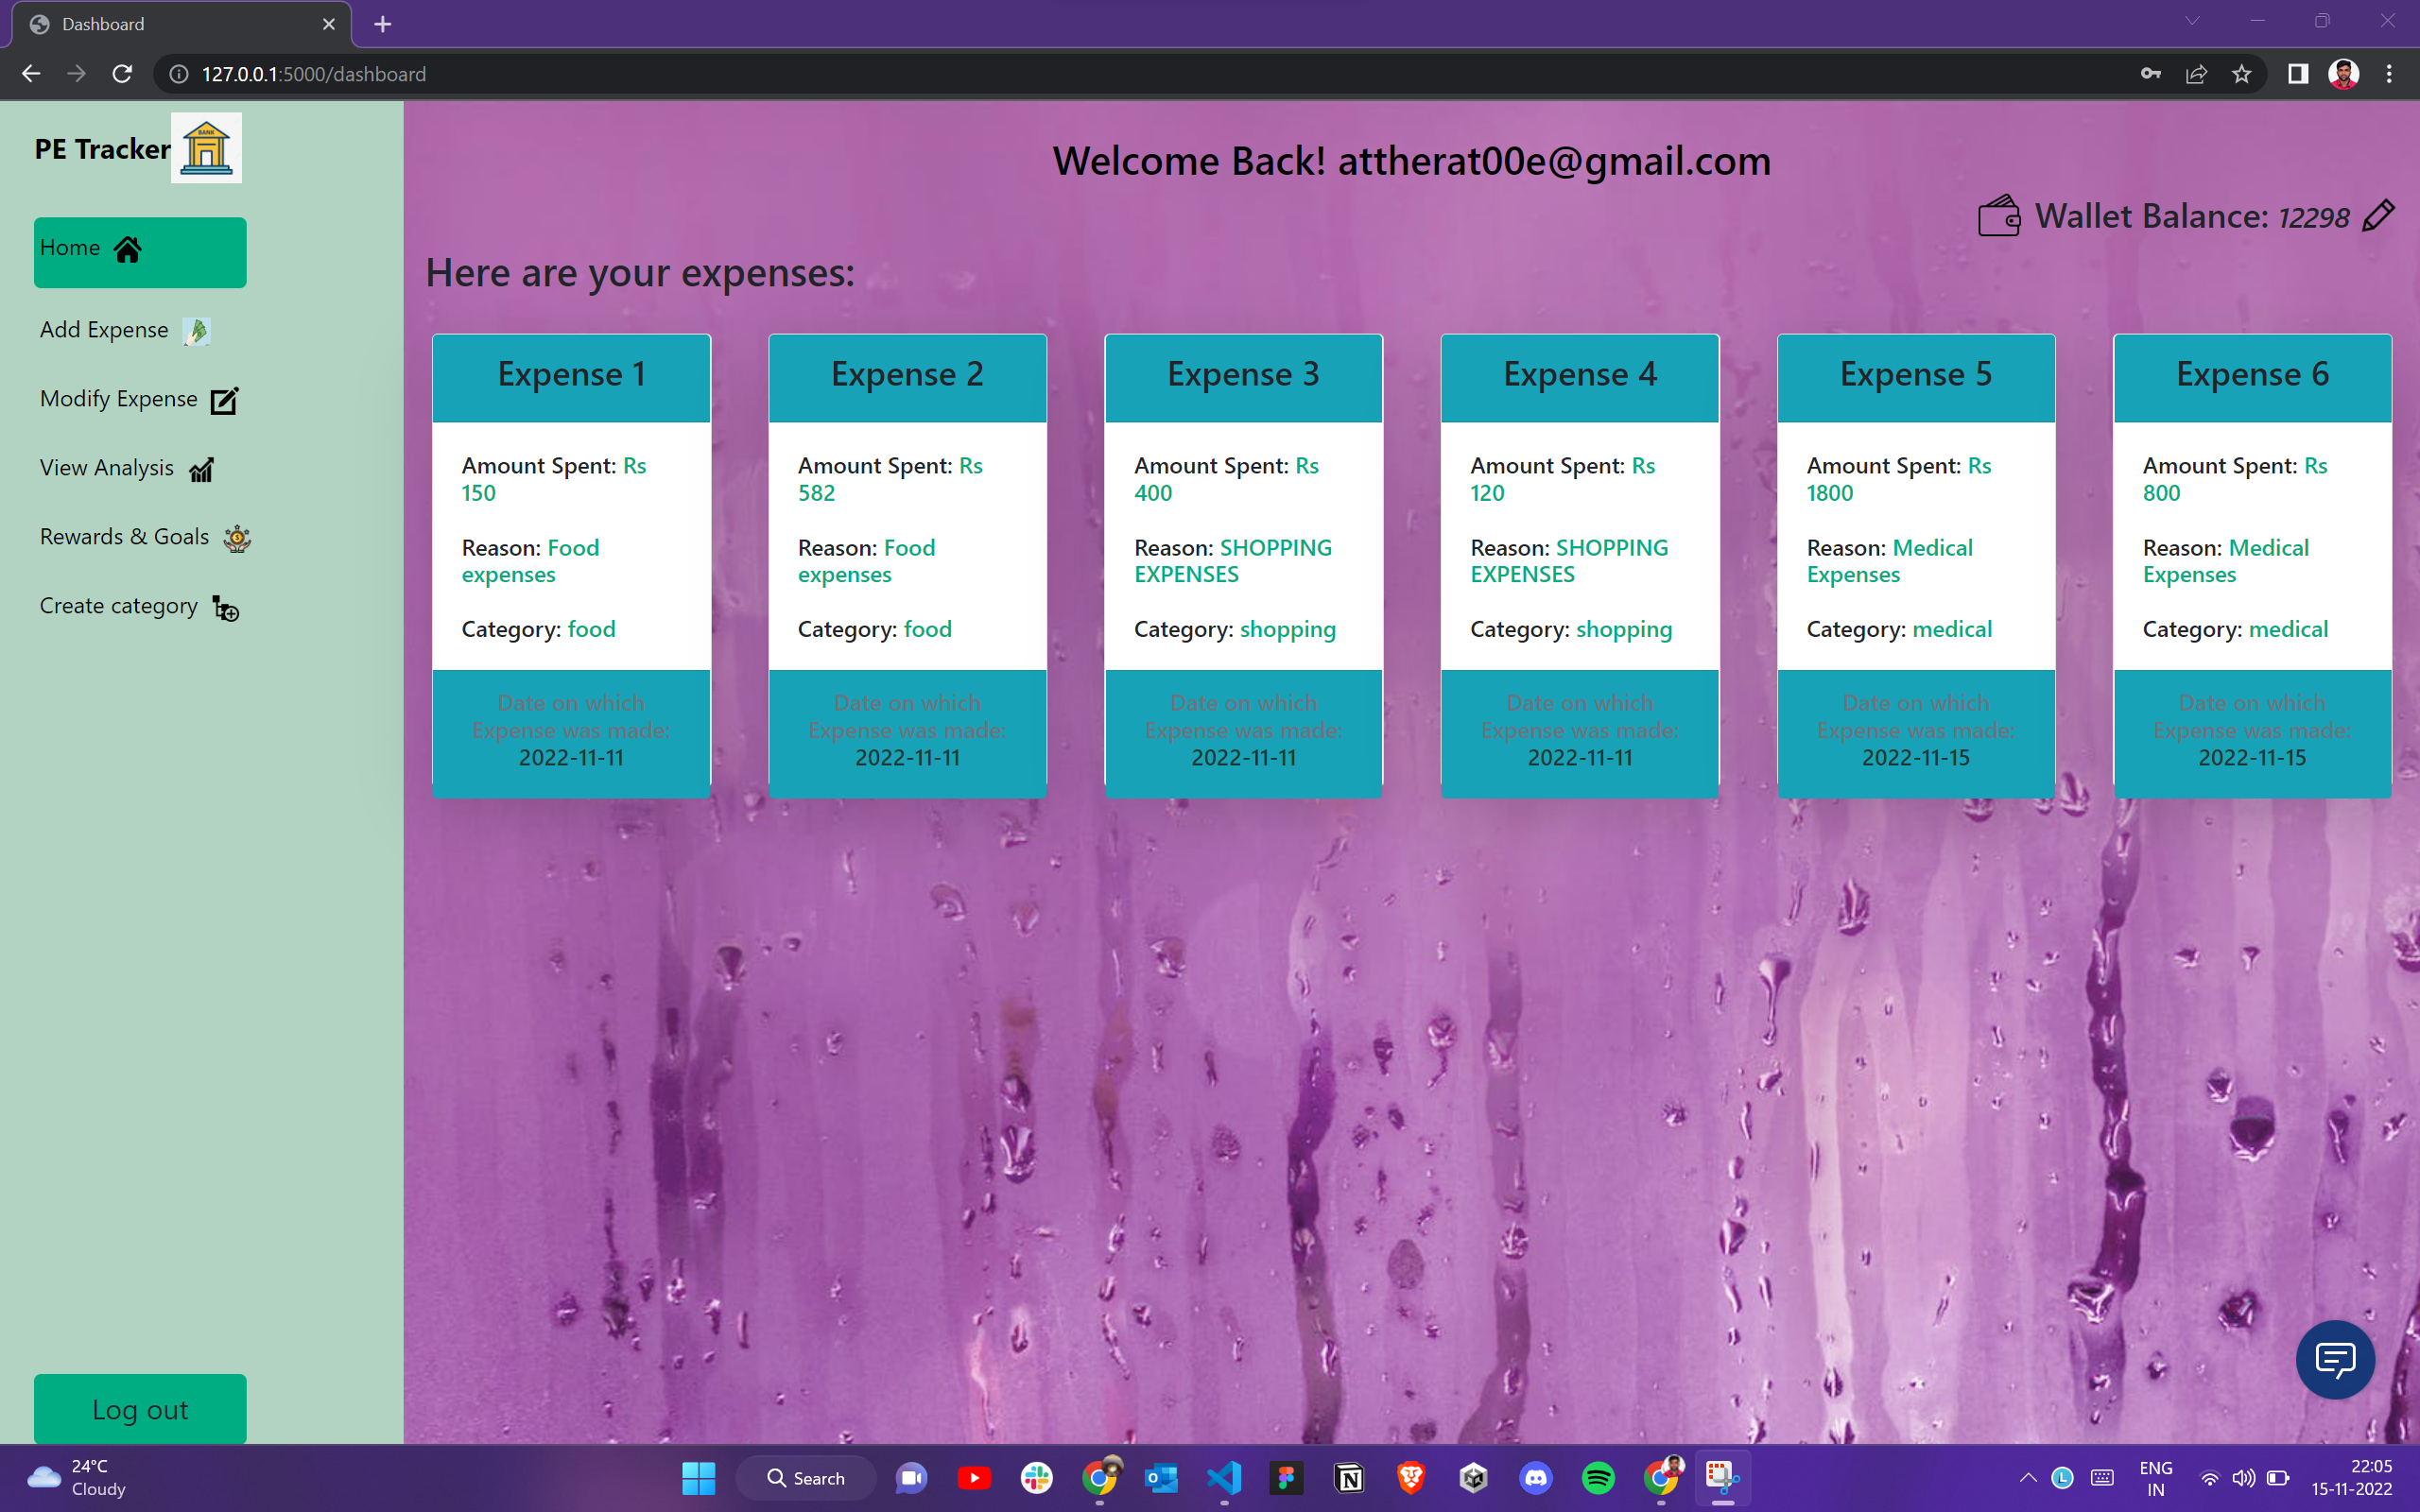 Dashboard
127.0.0.1:5000/dashboard
PE Tracker
BANK
Home
Add Expense
Modify Expense
View Analysis
Rewards & Goals
Create category
Log out
Welcome Back! attherat00e@gmail.com
Wallet Balance: 12298
Here are your expenses:
Expense 1
Amount Spent: Rs
150
Reason: Food
expenses
Category: food
Date on which
Expense was made:
2022-11-11
Expense 2
Amount Spent: Rs
582
Reason: Food
expenses
Category: food
Date on which
Expense was made:
2022-11-11
Expense 3
Amount Spent: Rs
400
Reason: SHOPPING
EXPENSES
Category: shopping
Date on which
Expense was made:
2022-11-11
Expense 4
Amount Spent: Rs
120
Reason: SHOPPING
EXPENSES
Category: shopping
Date on which
Expense was made:
2022-11-11
Expense 5
Amount Spent: Rs
1800
Reason: Medical
Expenses
Category: medical
Date on which
Expense was made:
2022-11-15
Expense 6
Amount Spent: Rs
800
Reason: Medical
Expenses
Category: medical
Date on which
Expense was made:
2022-11-15
24°C
Cloudy
Search
L
ENG
IN
22:05
15-11-2022